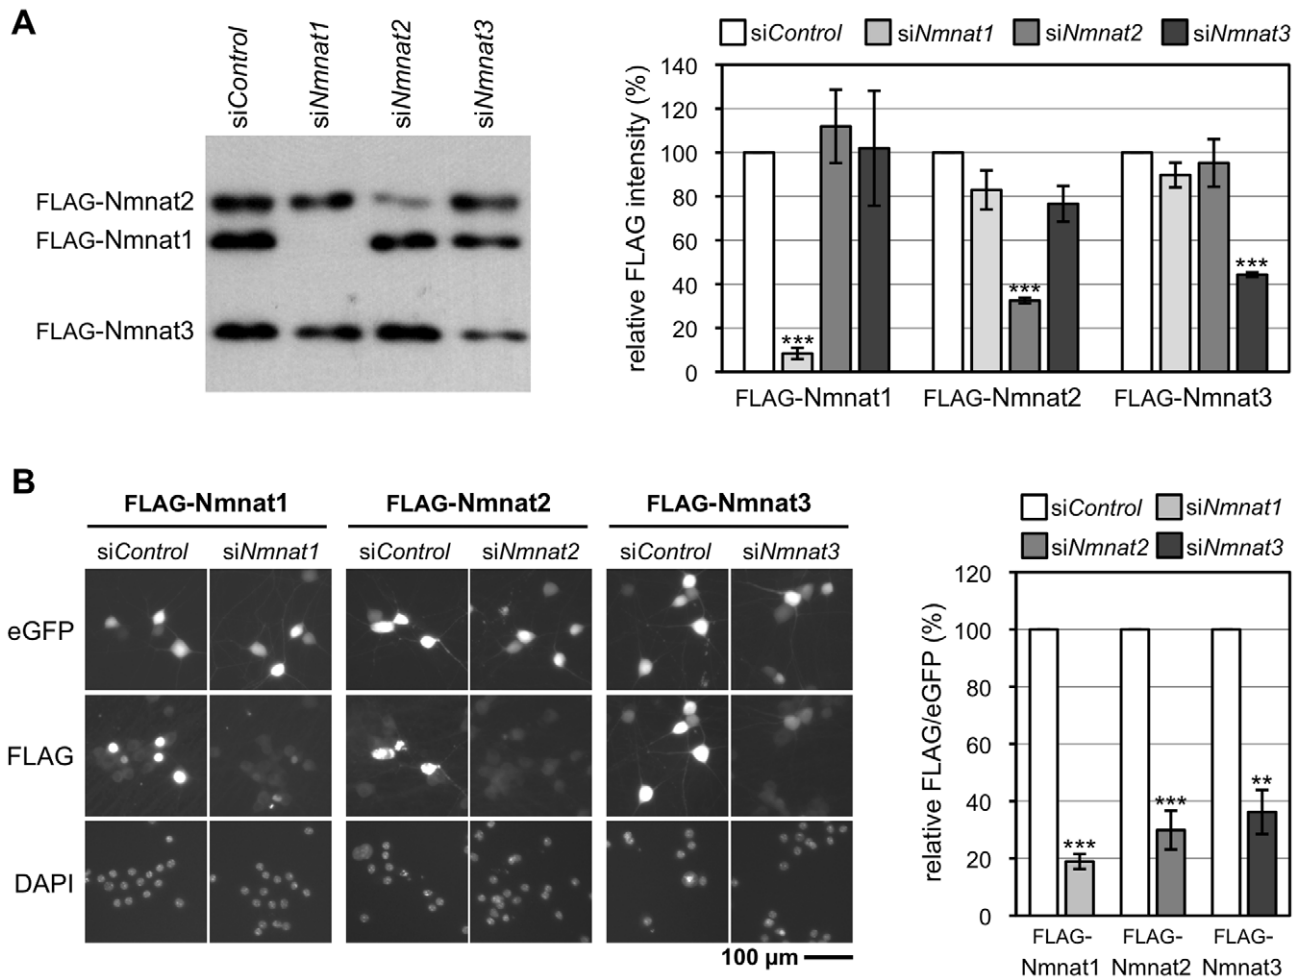 A
siControl
siNmnat1
siNmnat2
siNmnat3
FLAG-Nmnat2
FLAG-Nmnat1
FLAG-Nmnat3
siControl siNmnat1 siNmnat2 siNmnat3
relative FLAG intensity (%)
140
120
100
80
60
40
20
0
***
***
***
FLAG-Nmnat1 FLAG-Nmnat2 FLAG-Nmnat3
B
FLAG-Nmnat1 FLAG-Nmnat2 FLAG-Nmnat3
siControl siNmnat1 siControl siNmnat2 siControl siNmnat3
eGFP
FLAG
DAPI
100 µm
siControl siNmnat1
siNmnat2 siNmnat3
relative FLAG/eGFP (%)
120
100
80
60
40
20
0
***
***
**
FLAG- FLAG- FLAG-
Nmnat1 Nmnat2 Nmnat3